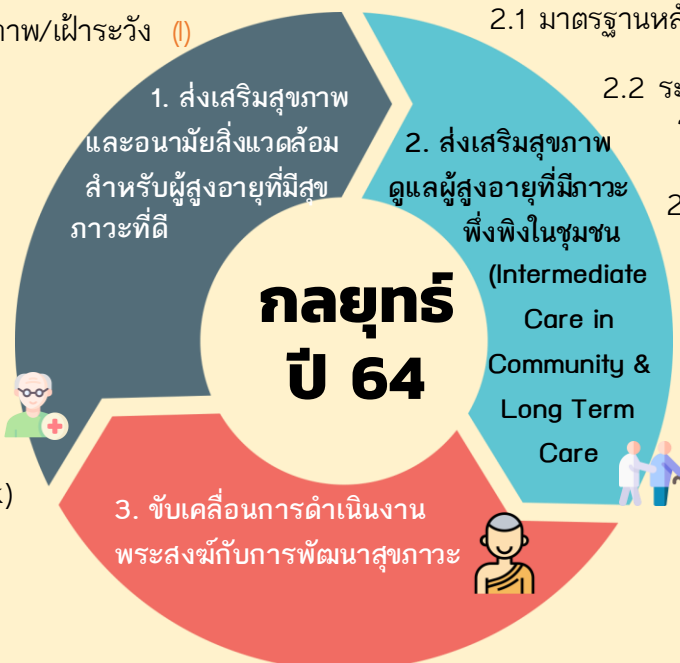 าพ/เฝ้าระวัง (I)
1. ส่งเสริมสุขภาพ
และอนามัยสิ่งแวดล้อม
สำหรับผู้สูงอายุที่มีสุข
ภาวะที่ดี
2.1 มาตรฐานหลั
2.2 ระ
2
2. ส่งเสริมสุขภาพ
ดูแลผู้สูงอายุที่มีภาวะ
พึ่งพิงในชุมชน
(Intermediate
Care in
Community &
Long Term
Care
กลยุทธ์
ปี 64
)
3. ขับเคลื่อนการดำเนินงาน
พระสงฆ์กับการพัฒนาสุขภาวะ